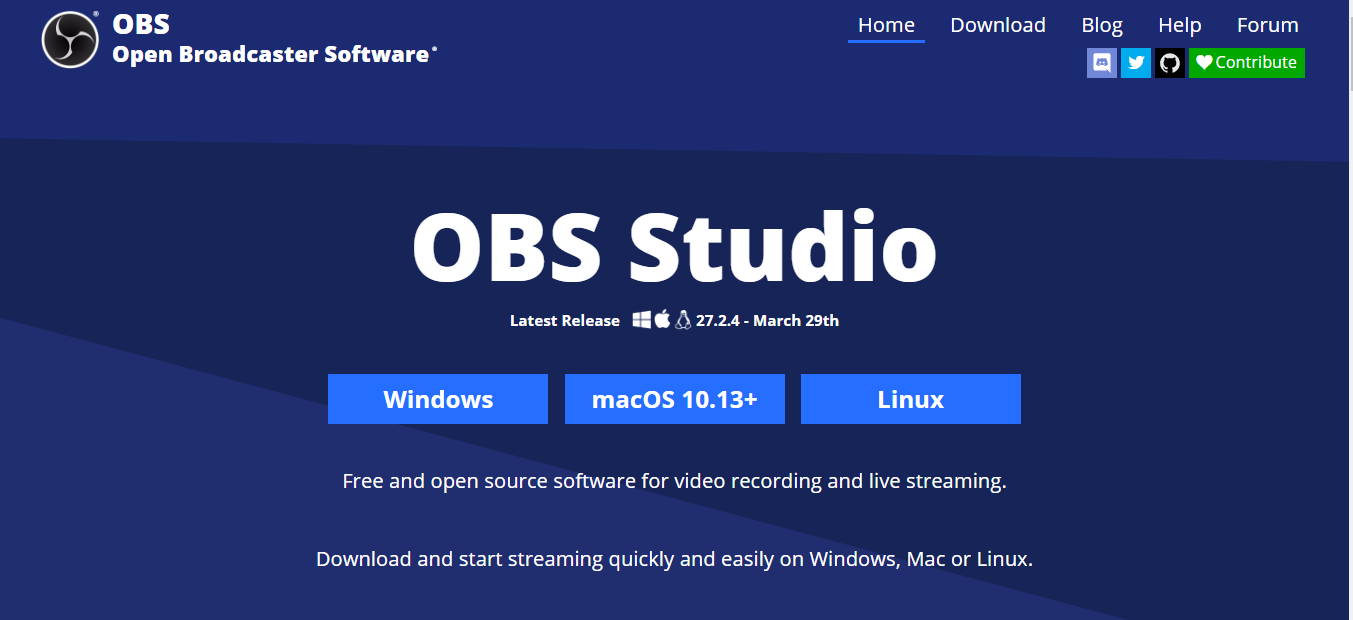 OBS
Open Broadcaster Software®
Home Download Blog Help Forum
Contribute
OBS Studio
Latest Release 27.2.4 - March 29th
Windows macOS 10.13+ Linux
Free and open source software for video recording and live streaming.
Download and start streaming quickly and easily on Windows, Mac or Linux.